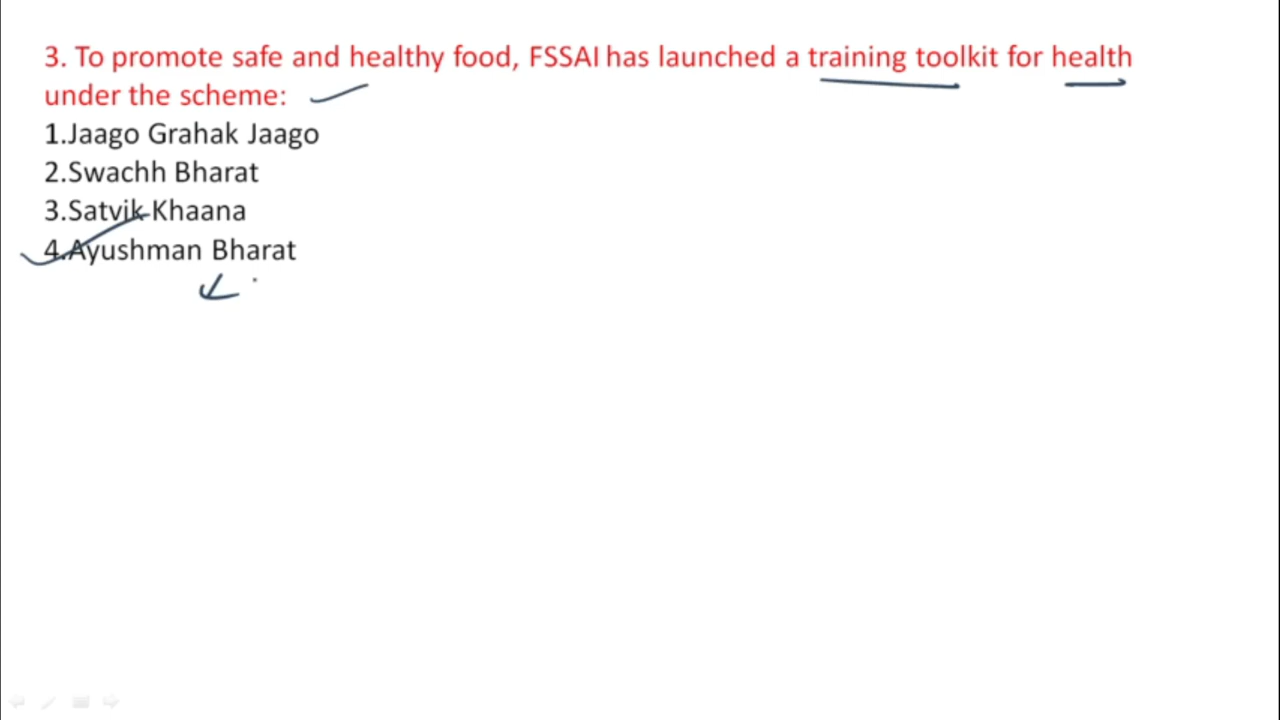 3. To promote safe and healthy food, FSSAI has launched a training toolkit for health
under the scheme:
1.Jaago Grahak Jaago
2.Swachh Bharat
3.Satvik Khaana
4.Ayushman Bharat